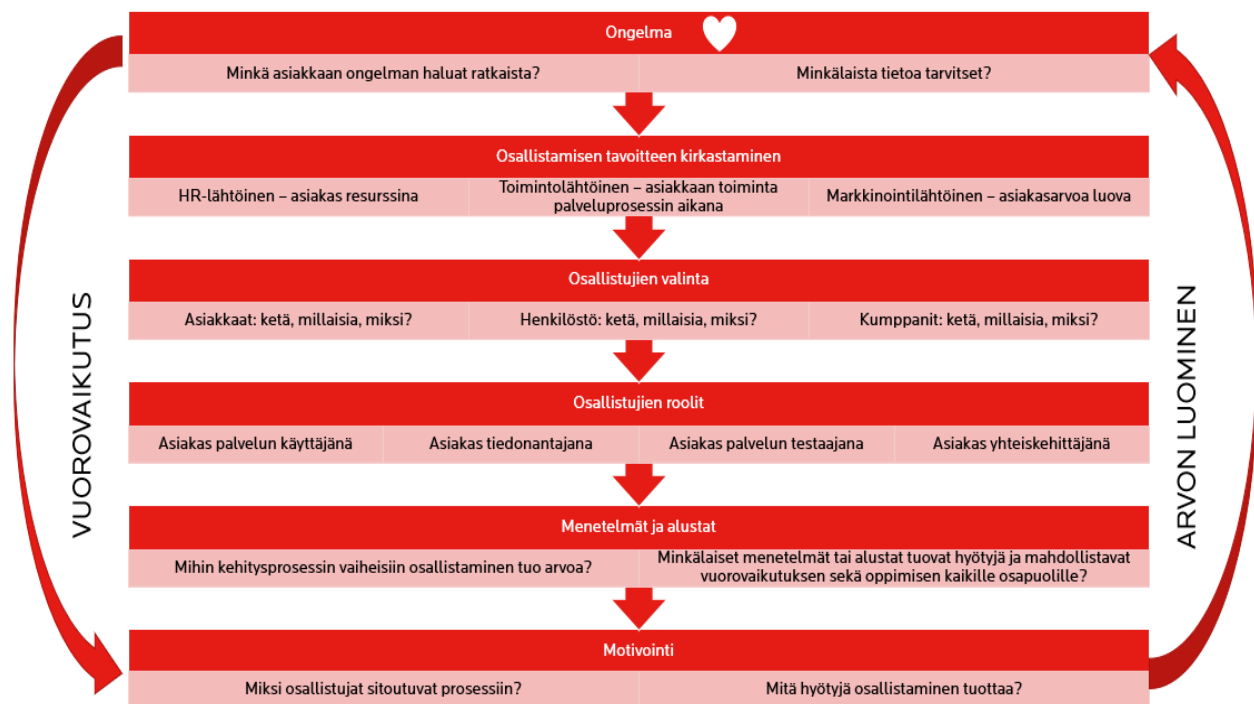 Ongelma
Minkä asiakkaan ongelman haluat ratkaista?
Minkälaista tietoa tarvitset?
Osallistamisen tavoitteen kirkastaminen
HR-lähtöinen – asiakas resurssina
Toimintolähtöinen – asiakkaan toiminta
palveluprosessin aikana
Markkinointilähtöinen – asiakasarvoa luova
Osallistujien valinta
Asiakkaat: ketä, millaisia, miksi?
Henkilöstö: ketä, millaisia, miksi?
Kumppanit: ketä, millaisia, miksi?
Osallistujien roolit
Asiakas palvelun käyttäjänä
Asiakas tiedonantajana
Asiakas palvelun testaajana
Asiakas yhteiskehittäjänä
Menetelmät ja alustat
Mihin kehitysprosessin vaiheisiin osallistaminen tuo arvoa?
Minkälaiset menetelmät tai alustat tuovat hyötyjä ja mahdollistavat
vuorovaikutuksen sekä oppimisen kaikille osapuolille?
Motivointi
Miksi osallistujat sitoutuvat prosessiin?
Mitä hyötyjä osallistaminen tuottaa?
VUOROVAIKUTUS
ARVON LUOMINEN